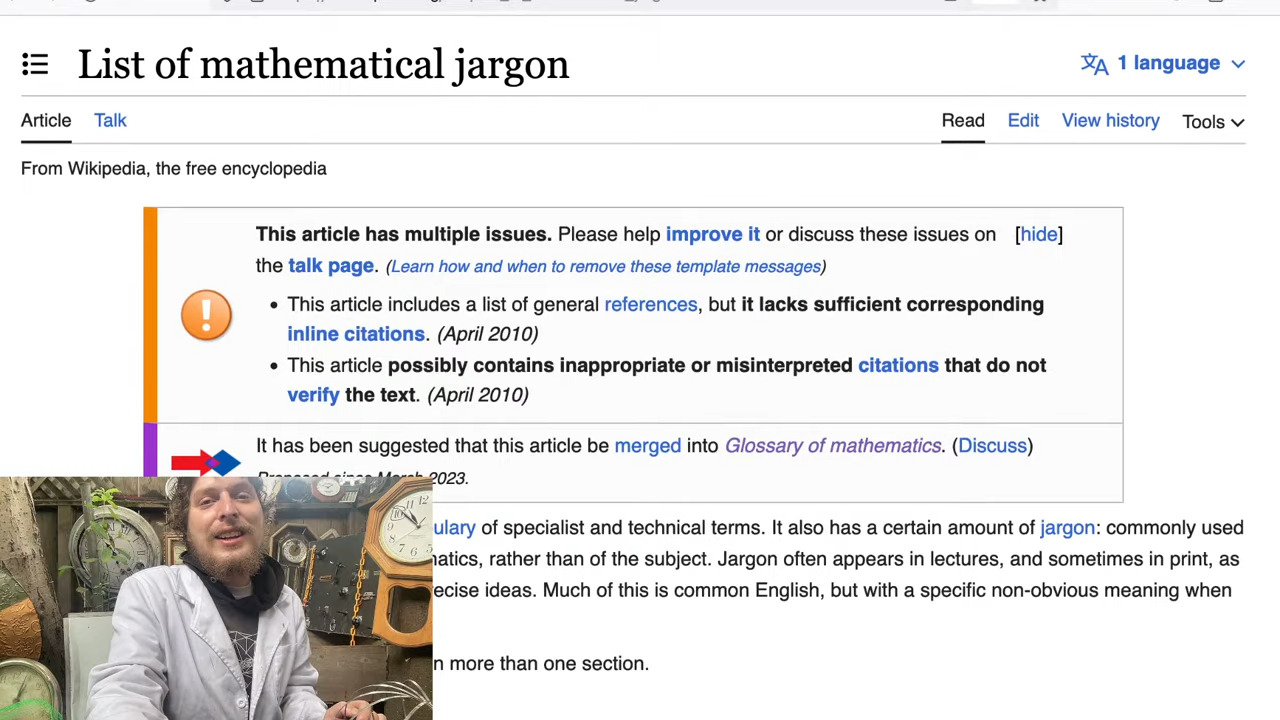 List of mathematical jargon
1 language
Article Talk Read Edit View history Tools
From Wikipedia, the free encyclopedia
This article has multiple issues. Please help improve it or discuss these issues on [hide]
the talk page. (Learn how and when to remove these template messages)
• This article includes a list of general references, but it lacks sufficient corresponding
inline citations. (April 2010)
• This article possibly contains inappropriate or misinterpreted citations that do not
verify the text. (April 2010)
It has been suggested that this article be merged into Glossary of mathematics. (Discuss)
Proposed since March 2023.
ulary of specialist and technical terms. It also has a certain amount of jargon: commonly used
natics, rather than of the subject. Jargon often appears in lectures, and sometimes in print, as
ecise ideas. Much of this is common English, but with a specific non-obvious meaning when
n more than one section.